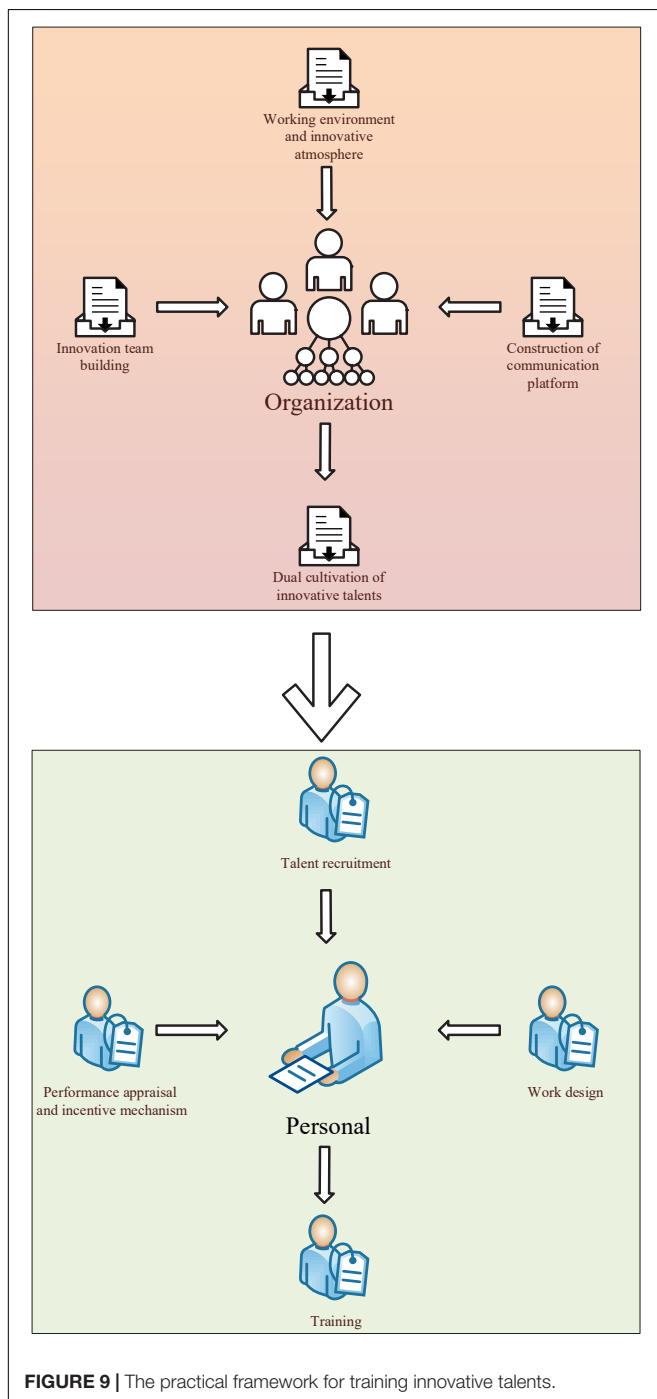 Working environment
and innovative
atmosphere
Innovation team
building
Construction of
communication
platform
Organization
Dual cultivation of
innovative talents
Talent recruitment
Performance appraisal
and incentive mechanism
Work design
Personal
Training
FIGURE 9 | The practical framework for training innovative talents.